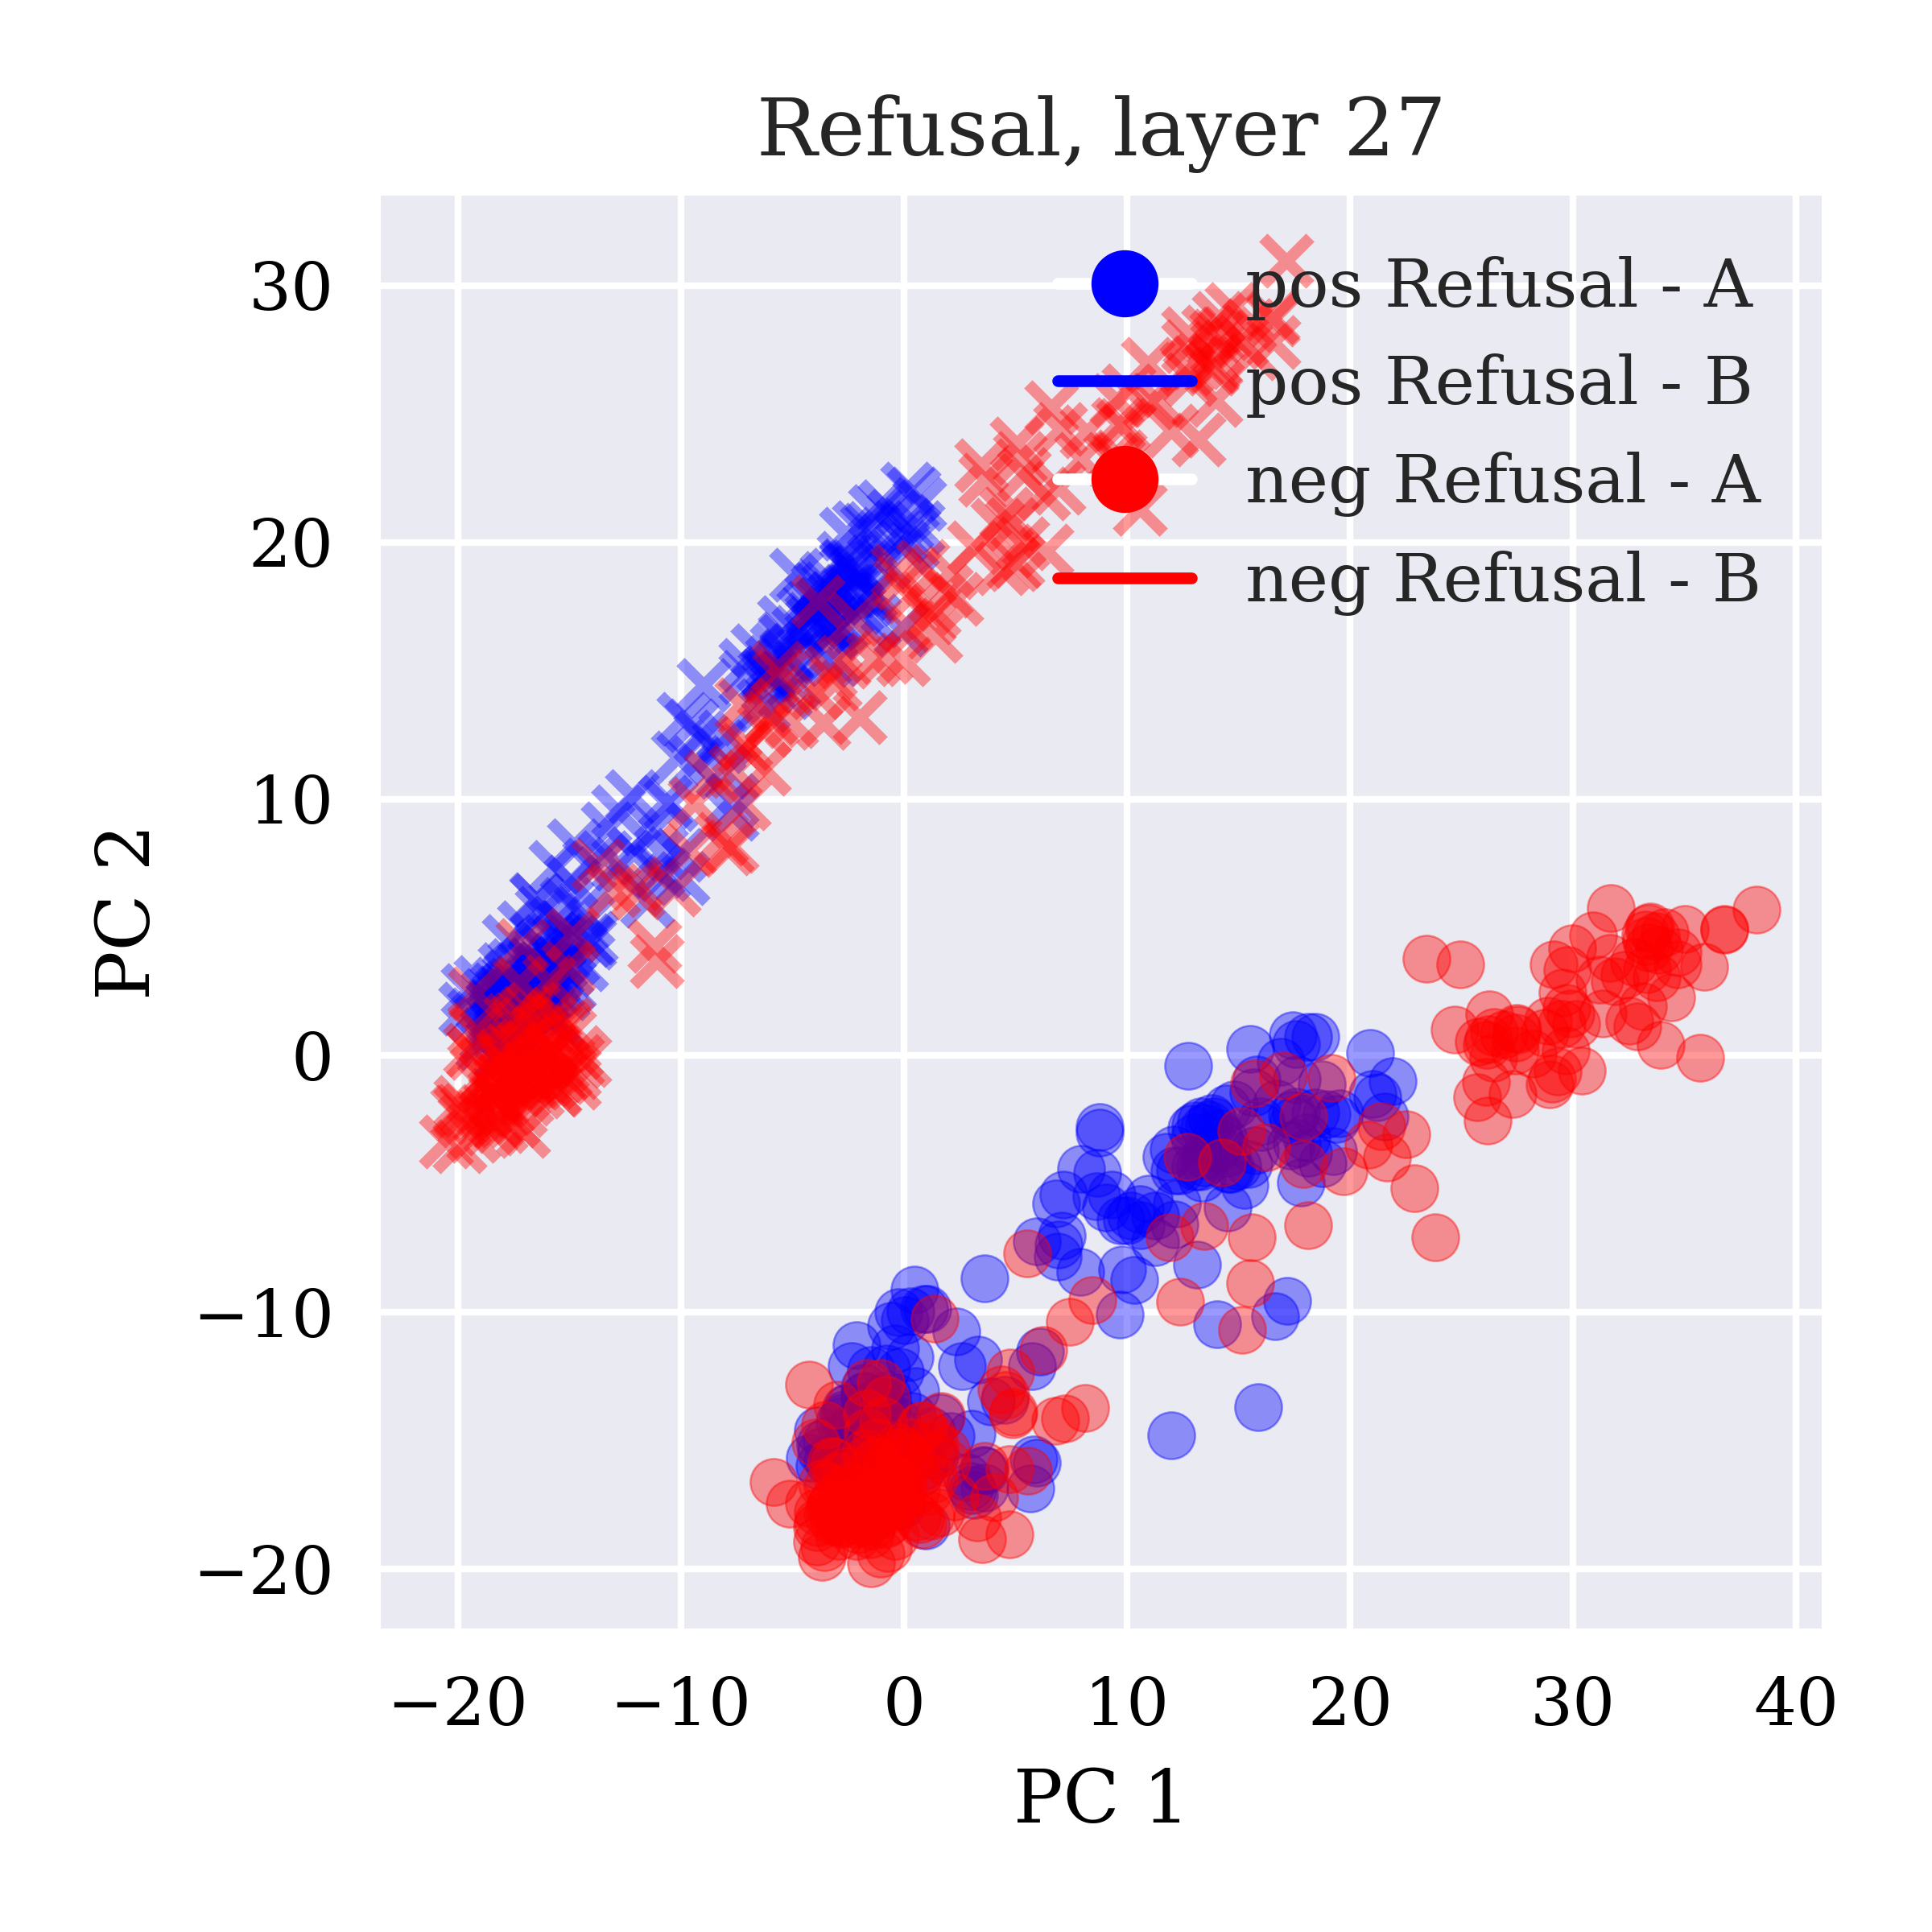 Refusal, layer 27
pos Refusal - A
pos Refusal - B
neg Refusal - A
neg Refusal - B
30
20
10
0
−10
−20
PC 2
−20 −10 0 10 20 30 40
PC 1